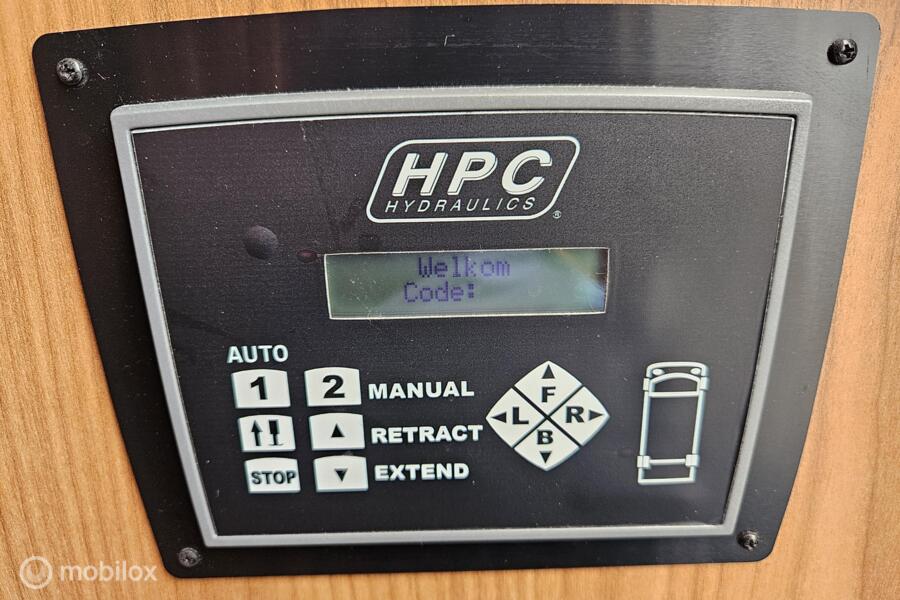 HPC
HYDRAULICS ®
Welkom
Code:
AUTO
1 2 MANUAL
RETRACT
STOP EXTEND
F
L R
B
mobilox